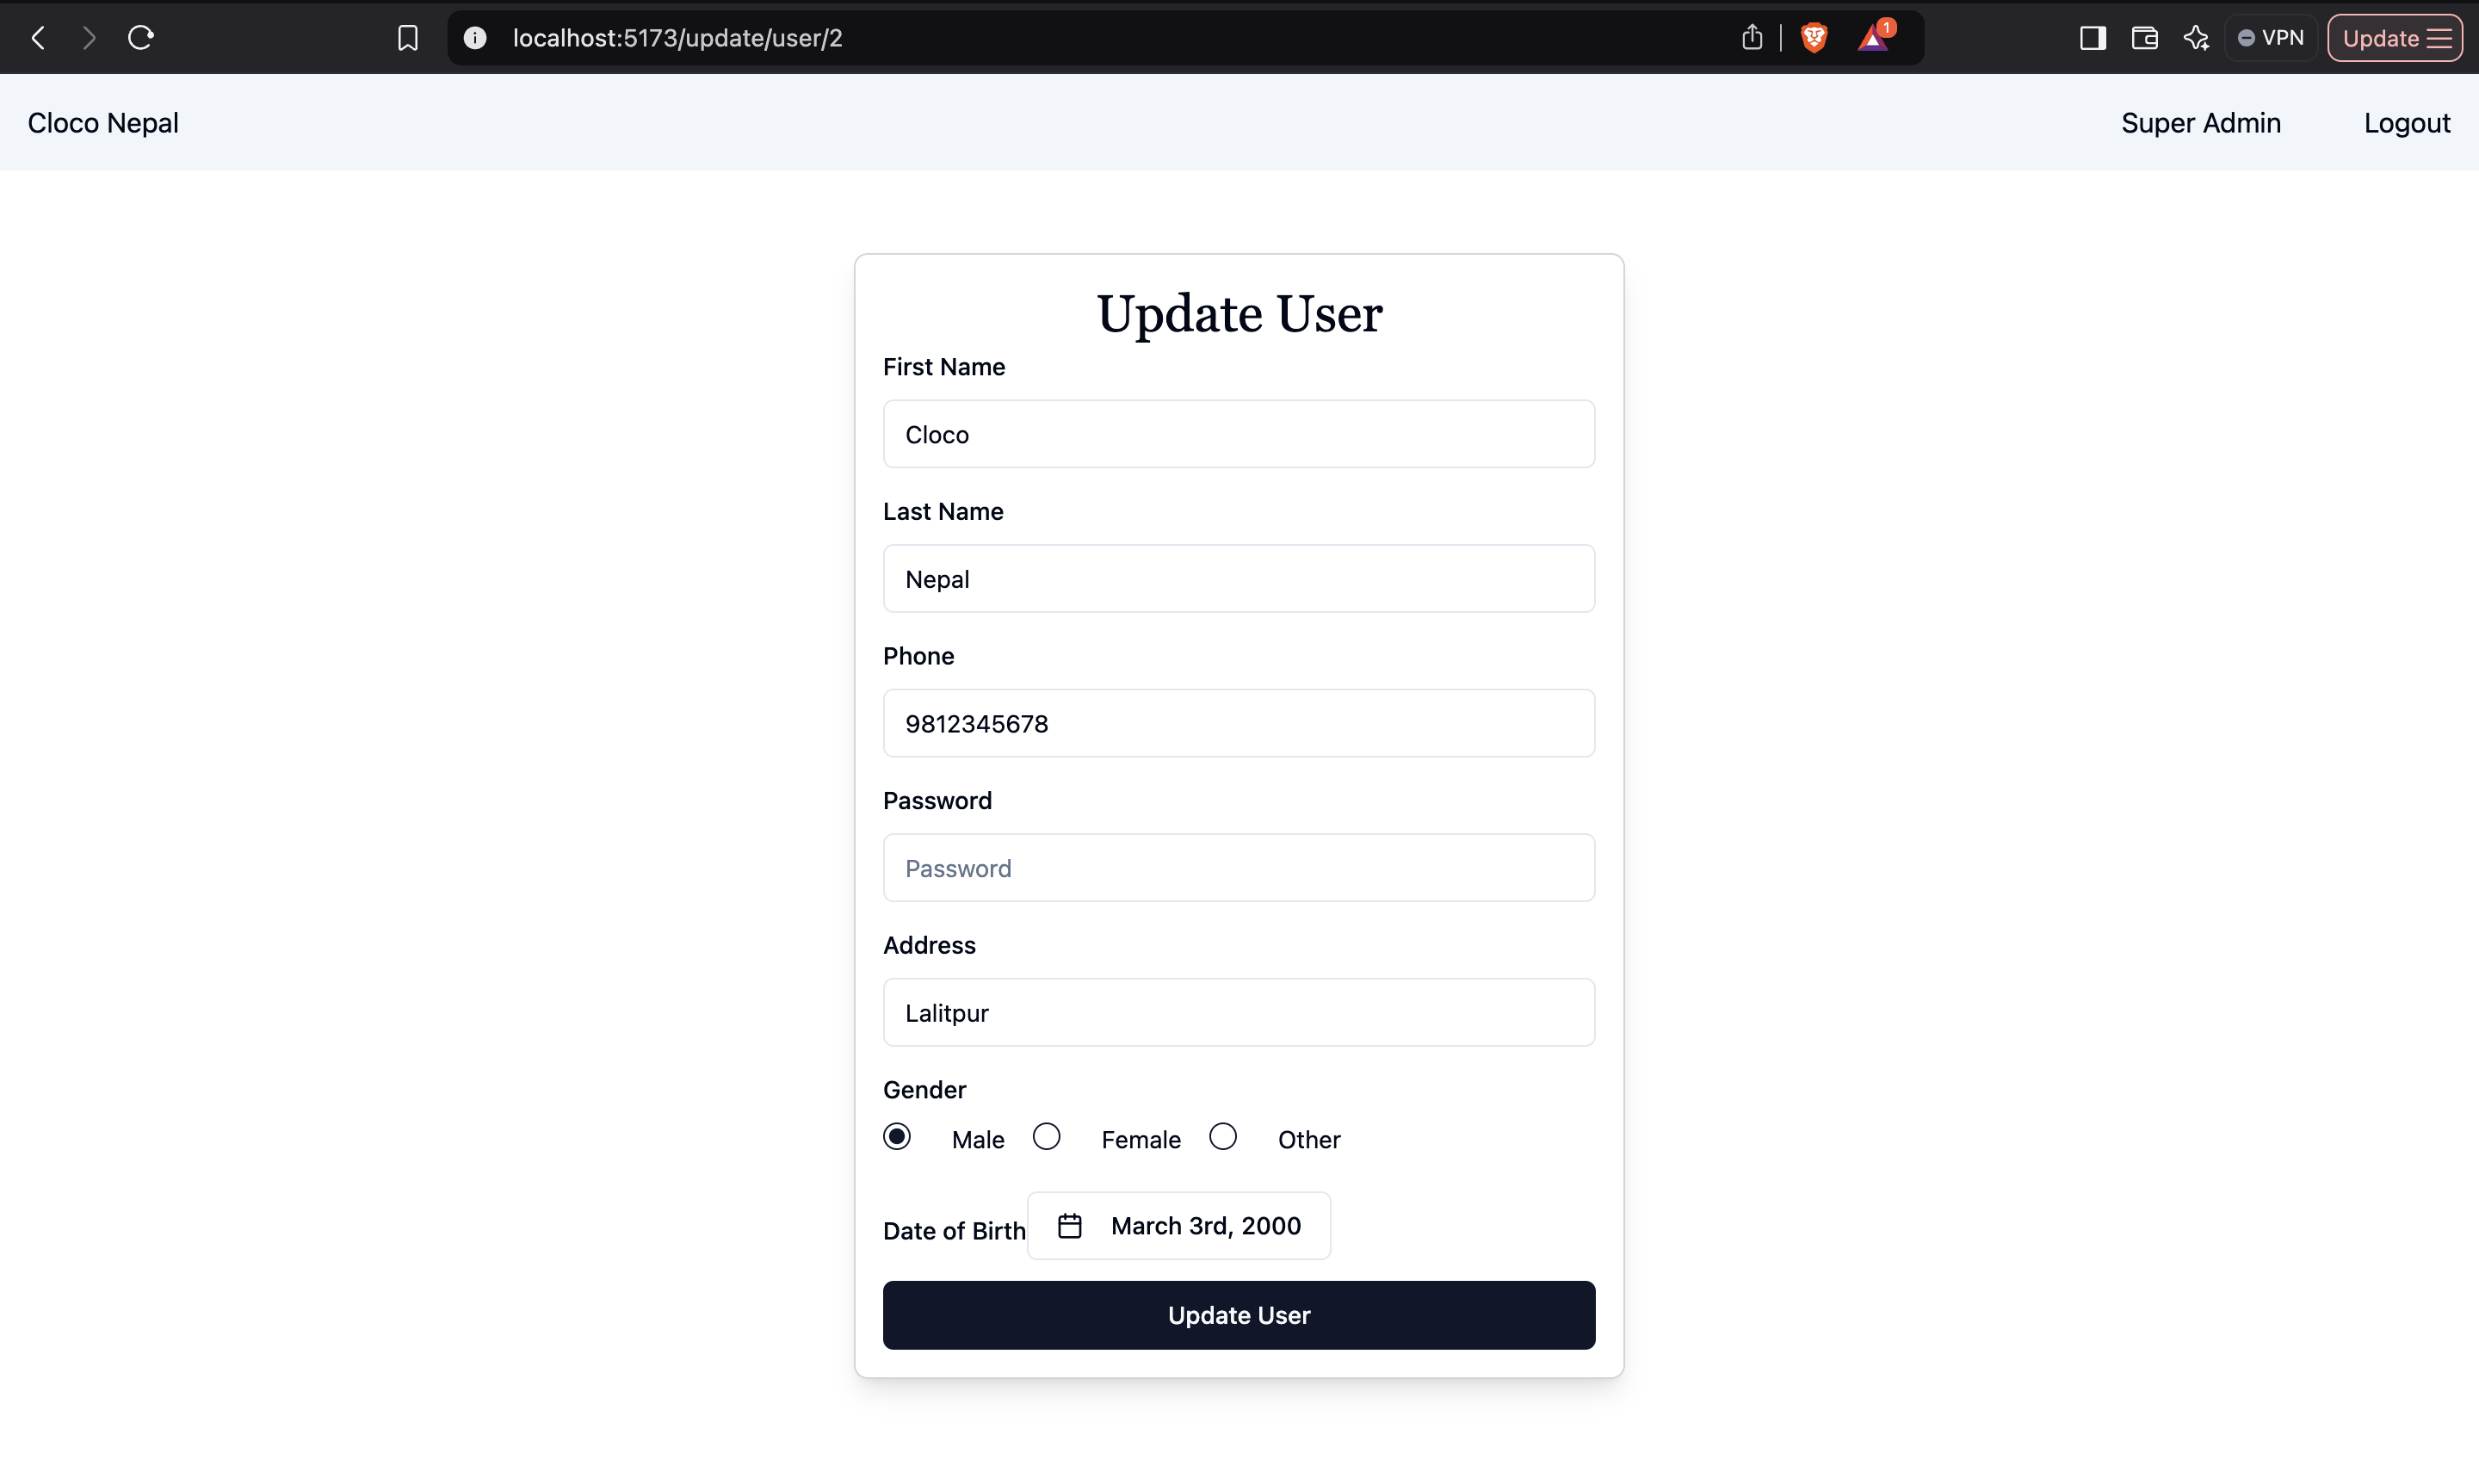 localhost:5173/update/user/2
1
VPN
Update
Cloco Nepal
Super Admin
Logout
Update User
First Name
Cloco
Last Name
Nepal
Phone
9812345678
Password
Password
Address
Lalitpur
Gender
Male Female Other
Date of Birth March 3rd, 2000
Update User